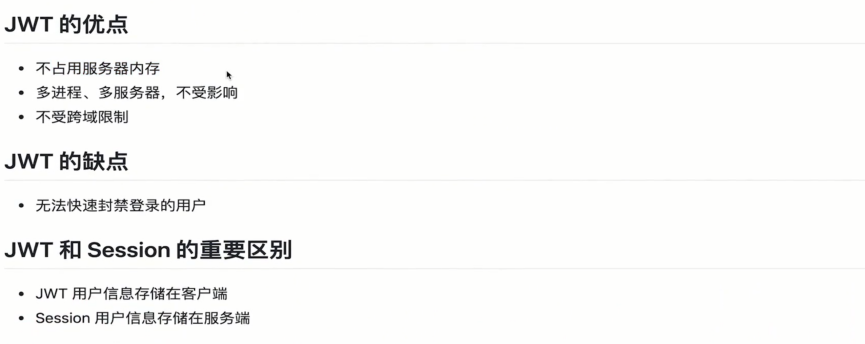 JWT 的优点
• 不占用服务器内存
• 多进程、多服务器，不受影响
• 不受跨域限制
JWT 的缺点
• 无法快速封禁登录的用户
JWT 和 Session 的重要区别
• JWT 用户信息存储在客户端
• Session 用户信息存储在服务端